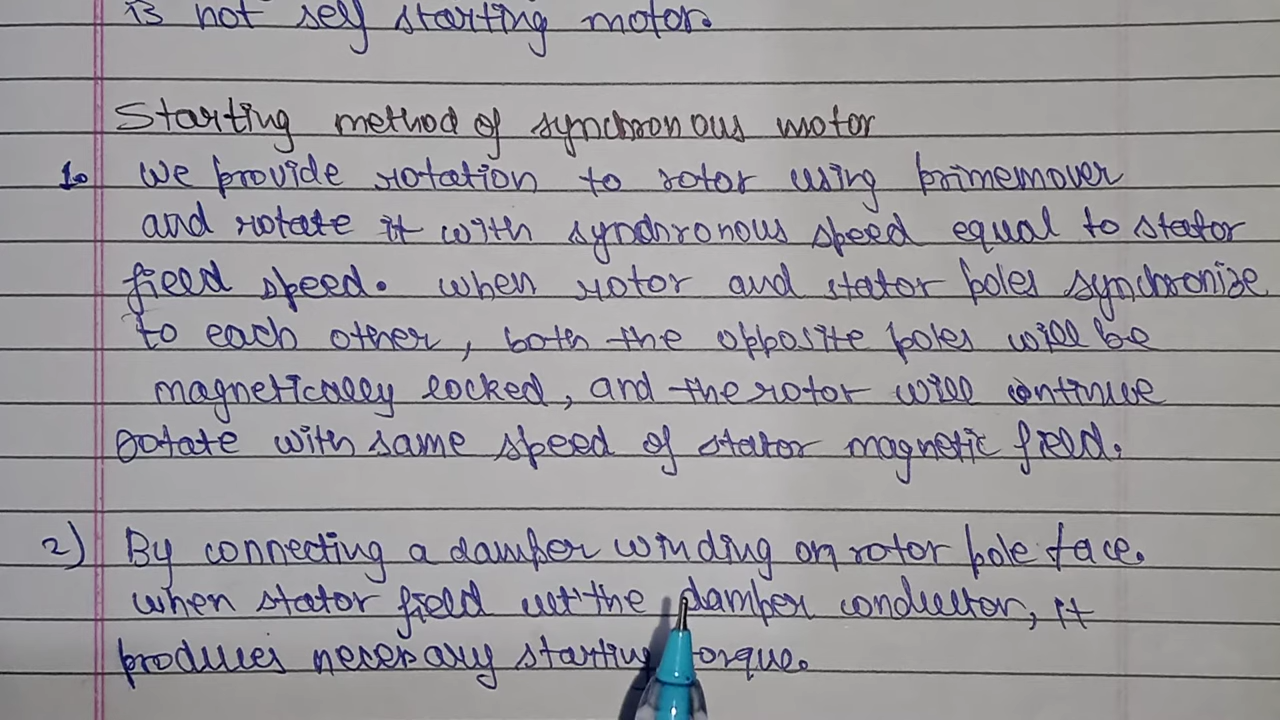 is not self starting motor.
Starting method of synchronous motor
1. We provide rotation to rotor using primemover
and rotate it with synchronous speed equal to stator
field speed. when rotor and stator poles synchronize
to each other, both the opposite poles will be
magnetically locked, and the rotor will continue
rotate with same speed of stator magnetic field.
2) By connecting a damper winding on rotor pole face.
when stator field cut the damper conductor, it
produces necessary starting torque.